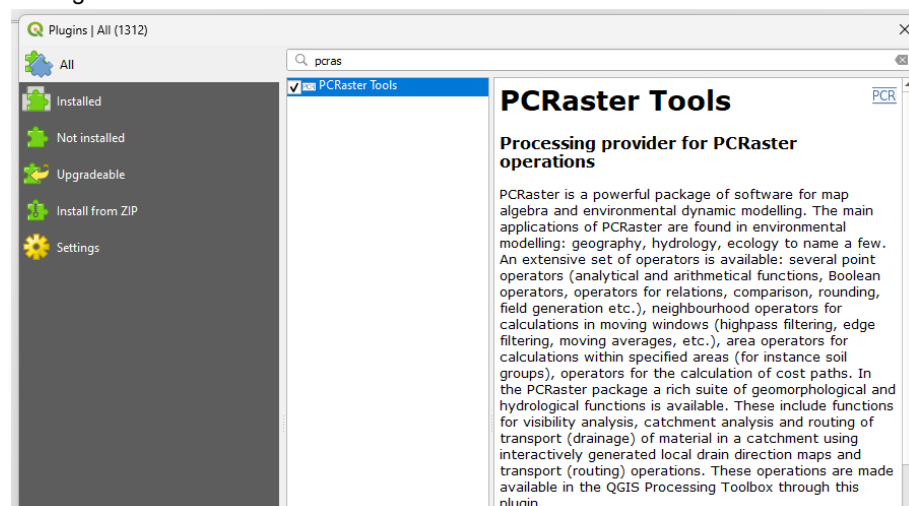 Plugins | All (1312)
All
pcras
Installed
Not installed
Upgradeable
Install from ZIP
Settings
PCRaster Tools
PCRaster Tools
PCR
Processing provider for PCRaster
operations
PCRaster is a powerful package of software for map
algebra and environmental dynamic modelling. The main
applications of PCRaster are found in environmental
modelling: geography, hydrology, ecology to name a few.
An extensive set of operators is available: several point
operators (analytical and arithmetical functions, Boolean
operators, operators for relations, comparison, rounding,
field generation etc.), neighbourhood operators for
calculations in moving windows (highpass filtering, edge
filtering, moving averages, etc.), area operators for
calculations within specified areas (for instance soil
groups), operators for the calculation of cost paths. In
the PCRaster package a rich suite of geomorphological and
hydrological functions is available. These include functions
for visibility analysis, catchment analysis and routing of
transport (drainage) of material in a catchment using
interactively generated local drain direction maps and
transport (routing) operations. These operations are made
available in the QGIS Processing Toolbox through this
plugin